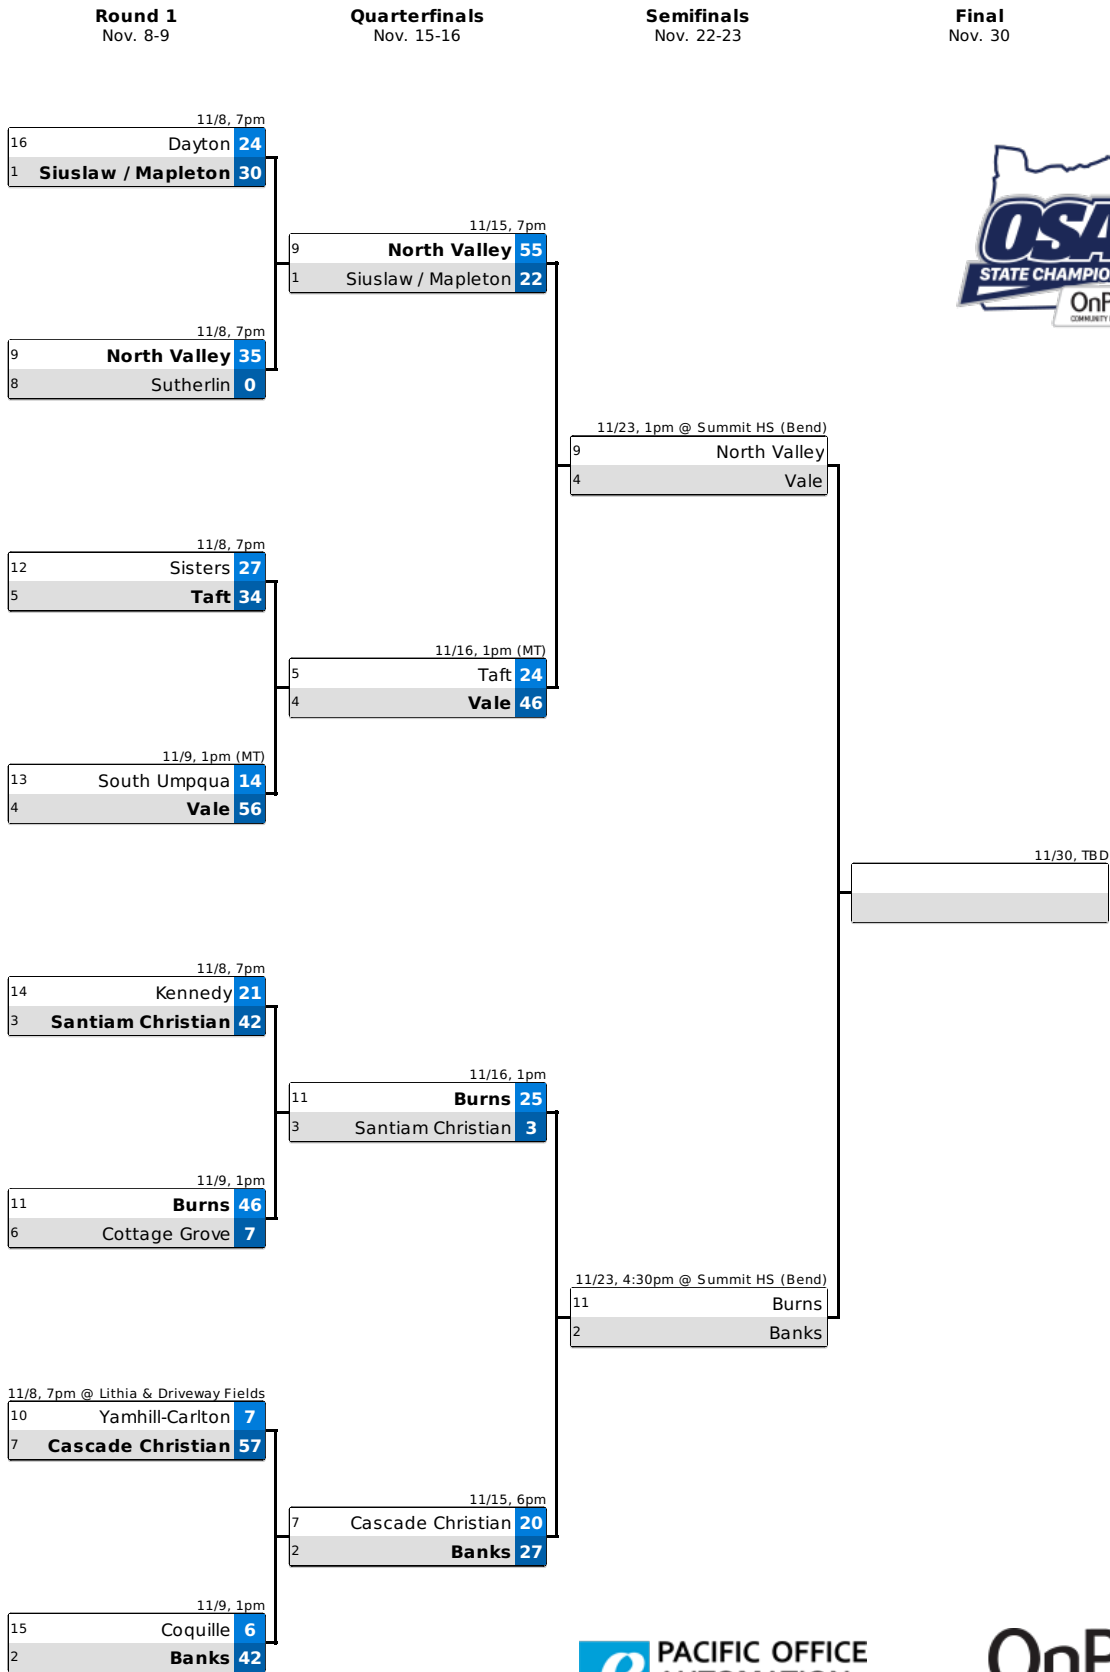 Round 1
Nov. 8-9
Quarterfinals
Nov. 15-16
Semifinals
Nov. 22-23
Final
Nov. 30
11/8, 7pm
16 Dayton 24
1 Siuslaw / Mapleton 30
11/15, 7pm
9 North Valley 55
1 Siuslaw / Mapleton 22
11/8, 7pm
9 North Valley 35
8 Sutherlin 0
11/23, 1pm @ Summit HS (Bend)
9 North Valley
4 Vale
11/8, 7pm
12 Sisters 27
5 Taft 34
11/16, 1pm (MT)
5 Taft 24
4 Vale 46
11/9, 1pm (MT)
13 South Umpqua 14
4 Vale 56
11/30, TBD
11/8, 7pm
14 Kennedy 21
3 Santiam Christian 42
11/16, 1pm
11 Burns 25
3 Santiam Christian 3
11/9, 1pm
11 Burns 46
6 Cottage Grove 7
11/23, 4:30pm @ Summit HS (Bend)
11 Burns
2 Banks
11/8, 7pm @ Lithia & Driveway Fields
10 Yamhill-Carlton 7
7 Cascade Christian 57
11/15, 6pm
7 Cascade Christian 20
2 Banks 27
11/9, 1pm
15 Coquille 6
2 Banks 42
STATE
COMMUNITY
PACIFIC OFFICE